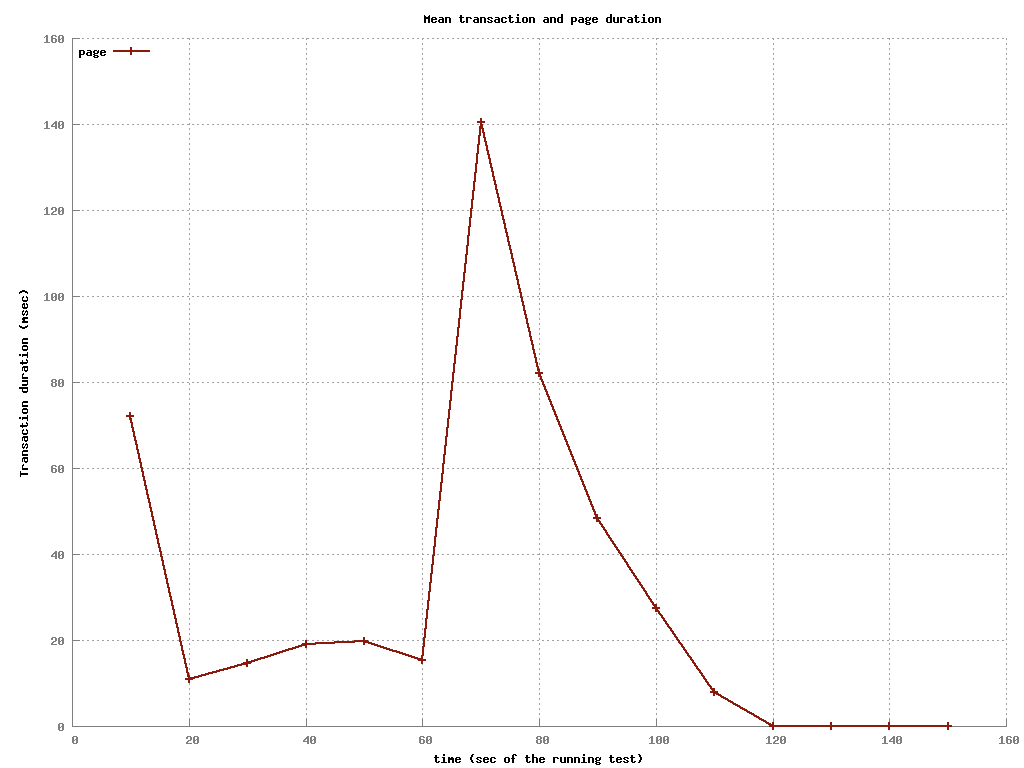 Mean transaction and page duration
160
page
140
120
100
80
60
40
20
0
Transaction duration (msec)
0 20 40 60 80 100 120 140 160
time (sec of the running test)